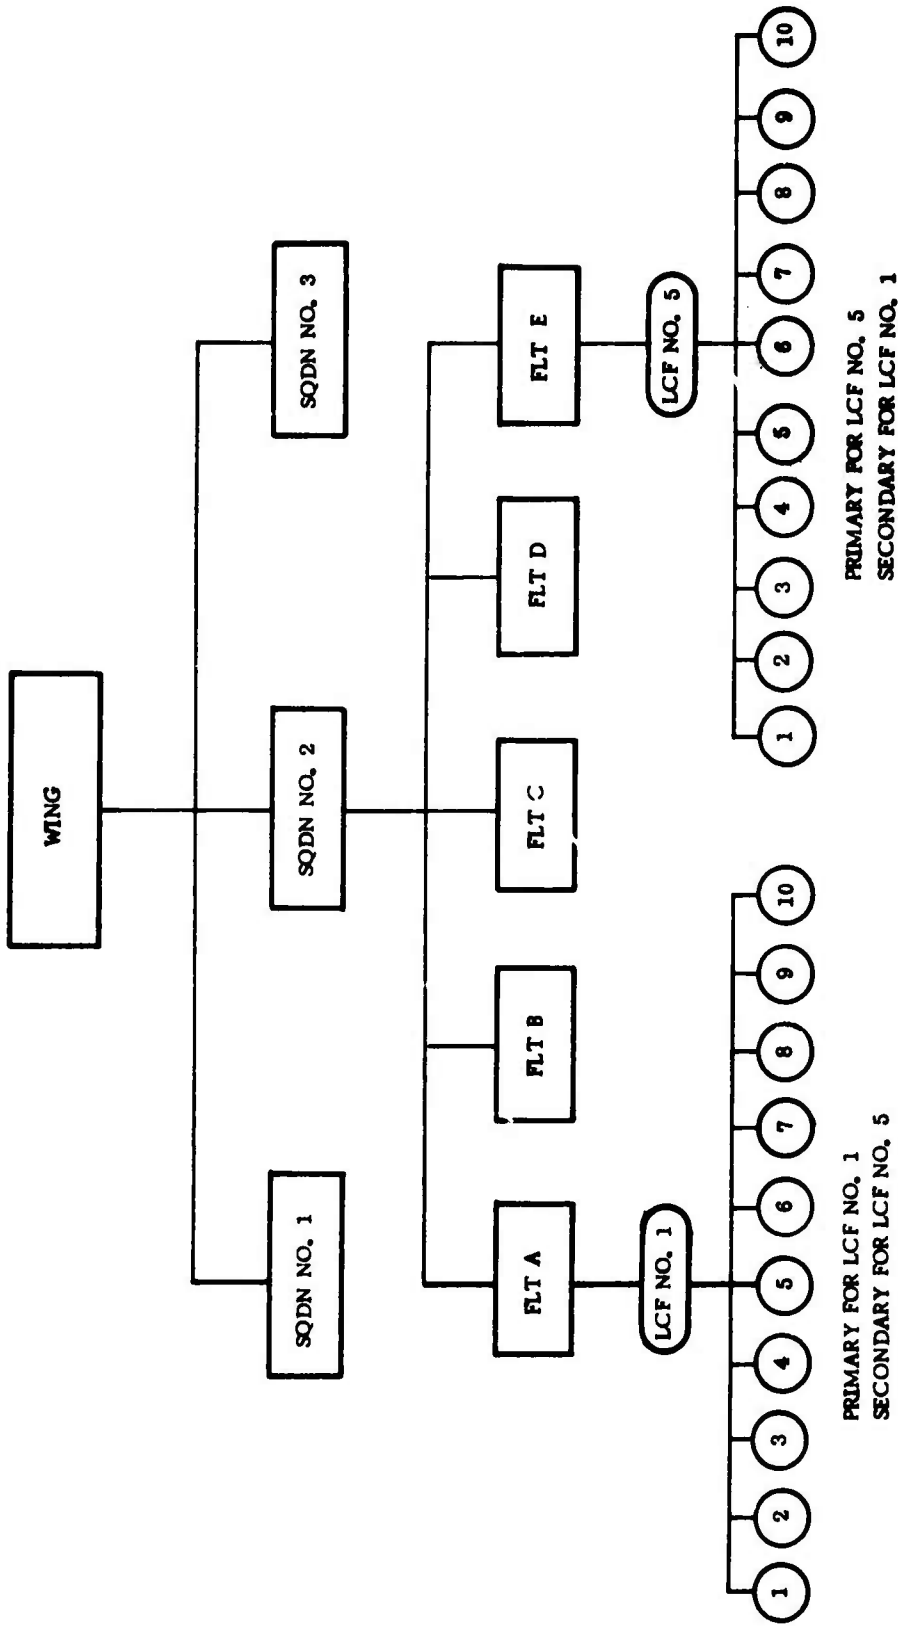 WING
SQDN NO. 1
SQDN NO. 2
SQDN NO. 3
FLT A
FLT B
FLT C
FLT D
FLT E
LCF NO. 1
LCF NO. 5
1
2
3
4
5
6
7
8
9
10
1
2
3
4
5
6
7
8
9
10
PRIMARY FOR LCF NO. 1
SECONDARY FOR LCF NO. 5
PRIMARY FOR LCF NO. 5
SECONDARY FOR LCF NO. 1